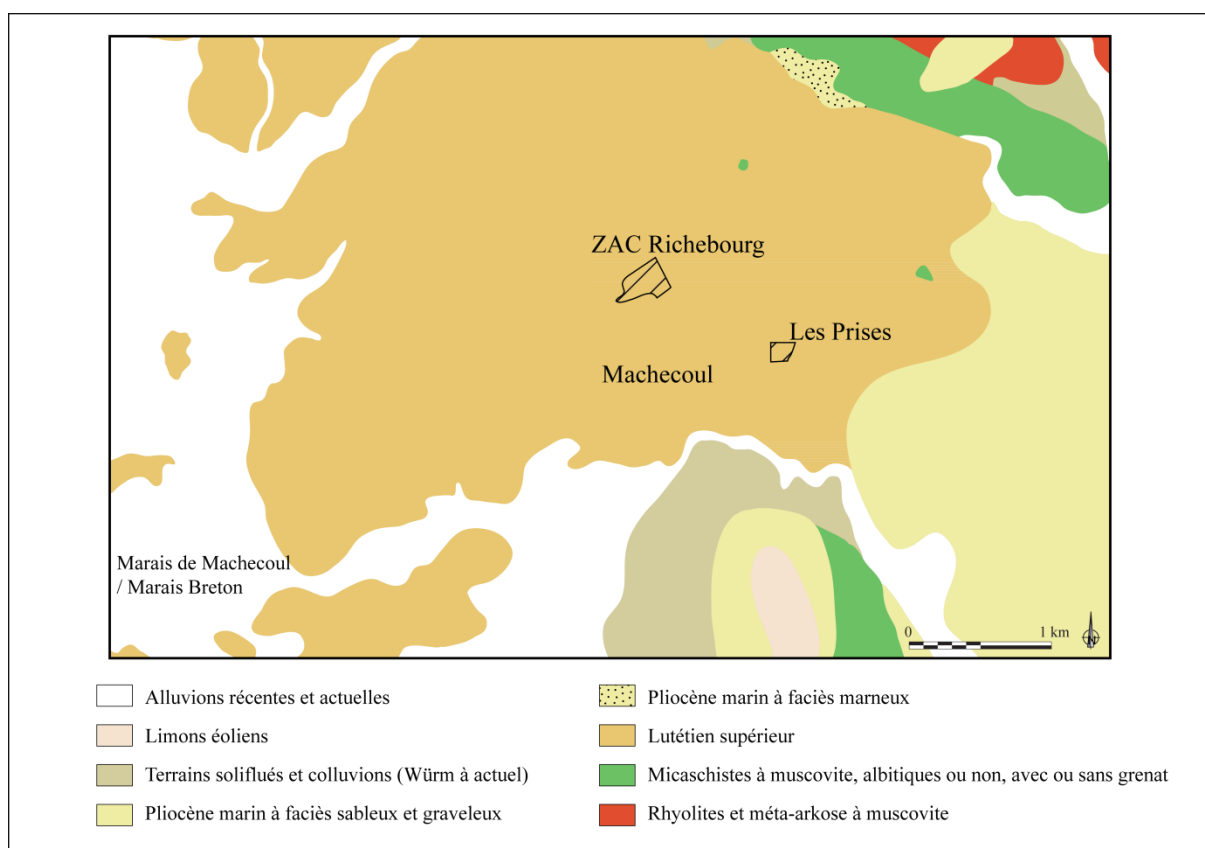 ZAC Richebourg
Les Prises
Machecoul
Marais de Machecoul
/ Marais Breton
0 1 km
N
Alluvions récentes et actuelles
Limons éoliens
Terrains soliflués et colluvions (Würm à actuel)
Pliocène marin à faciès sableux et graveleux
Pliocène marin à faciès marneux
Lutétien supérieur
Micaschistes à muscovite, albitiques ou non, avec ou sans grenat
Rhyolites et méta-arkose à muscovite